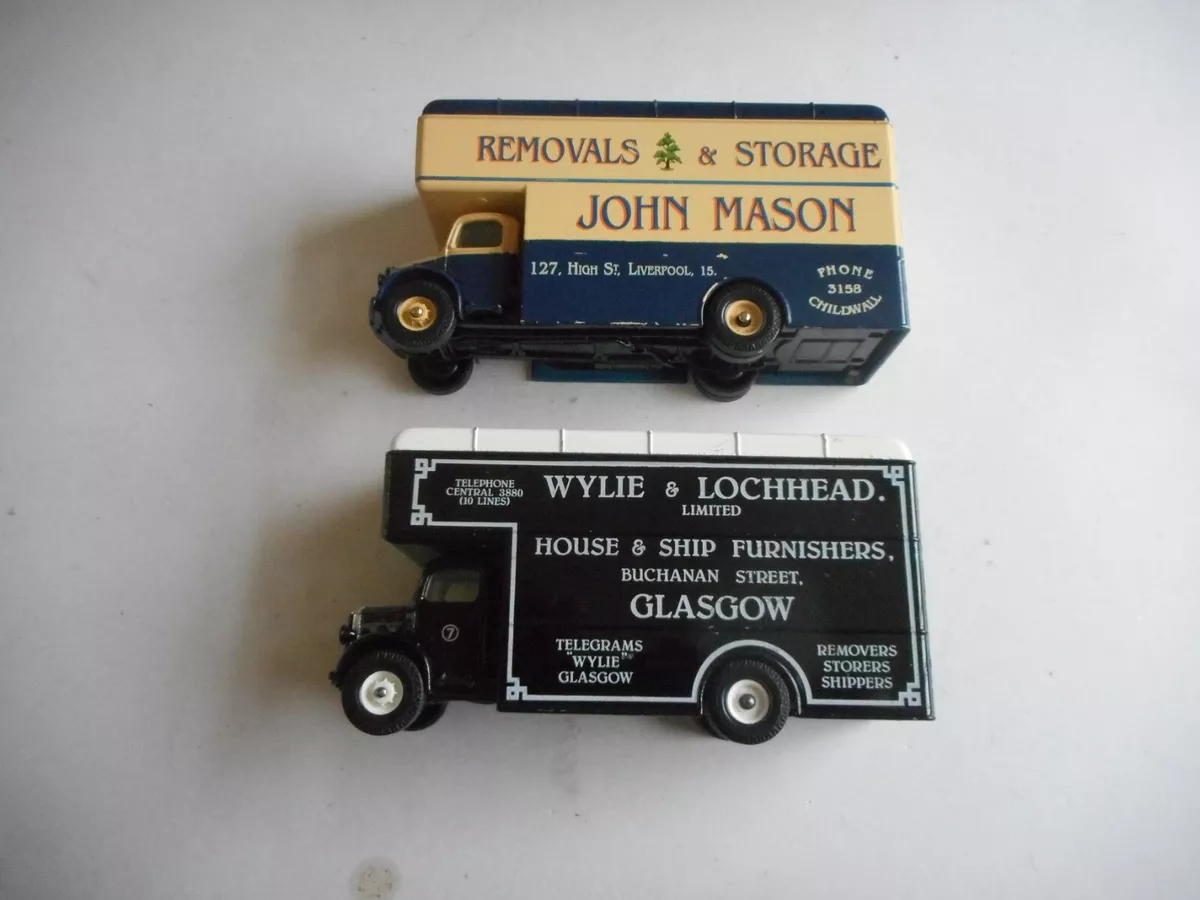 REMOVALS & STORAGE
JOHN MASON
127, HIGH ST, LIVERPOOL, 15.
PHONE
3158
CHILDWALL
TELEPHONE
CENTRAL 3880
(10 LINES)
WYLIE & LOCHHEAD.
LIMITED
HOUSE & SHIP FURNISHERS,
BUCHANAN STREET,
GLASGOW
7
TELEGRAMS
"WYLIE"
GLASGOW
REMOVERS
STORERS
SHIPPERS